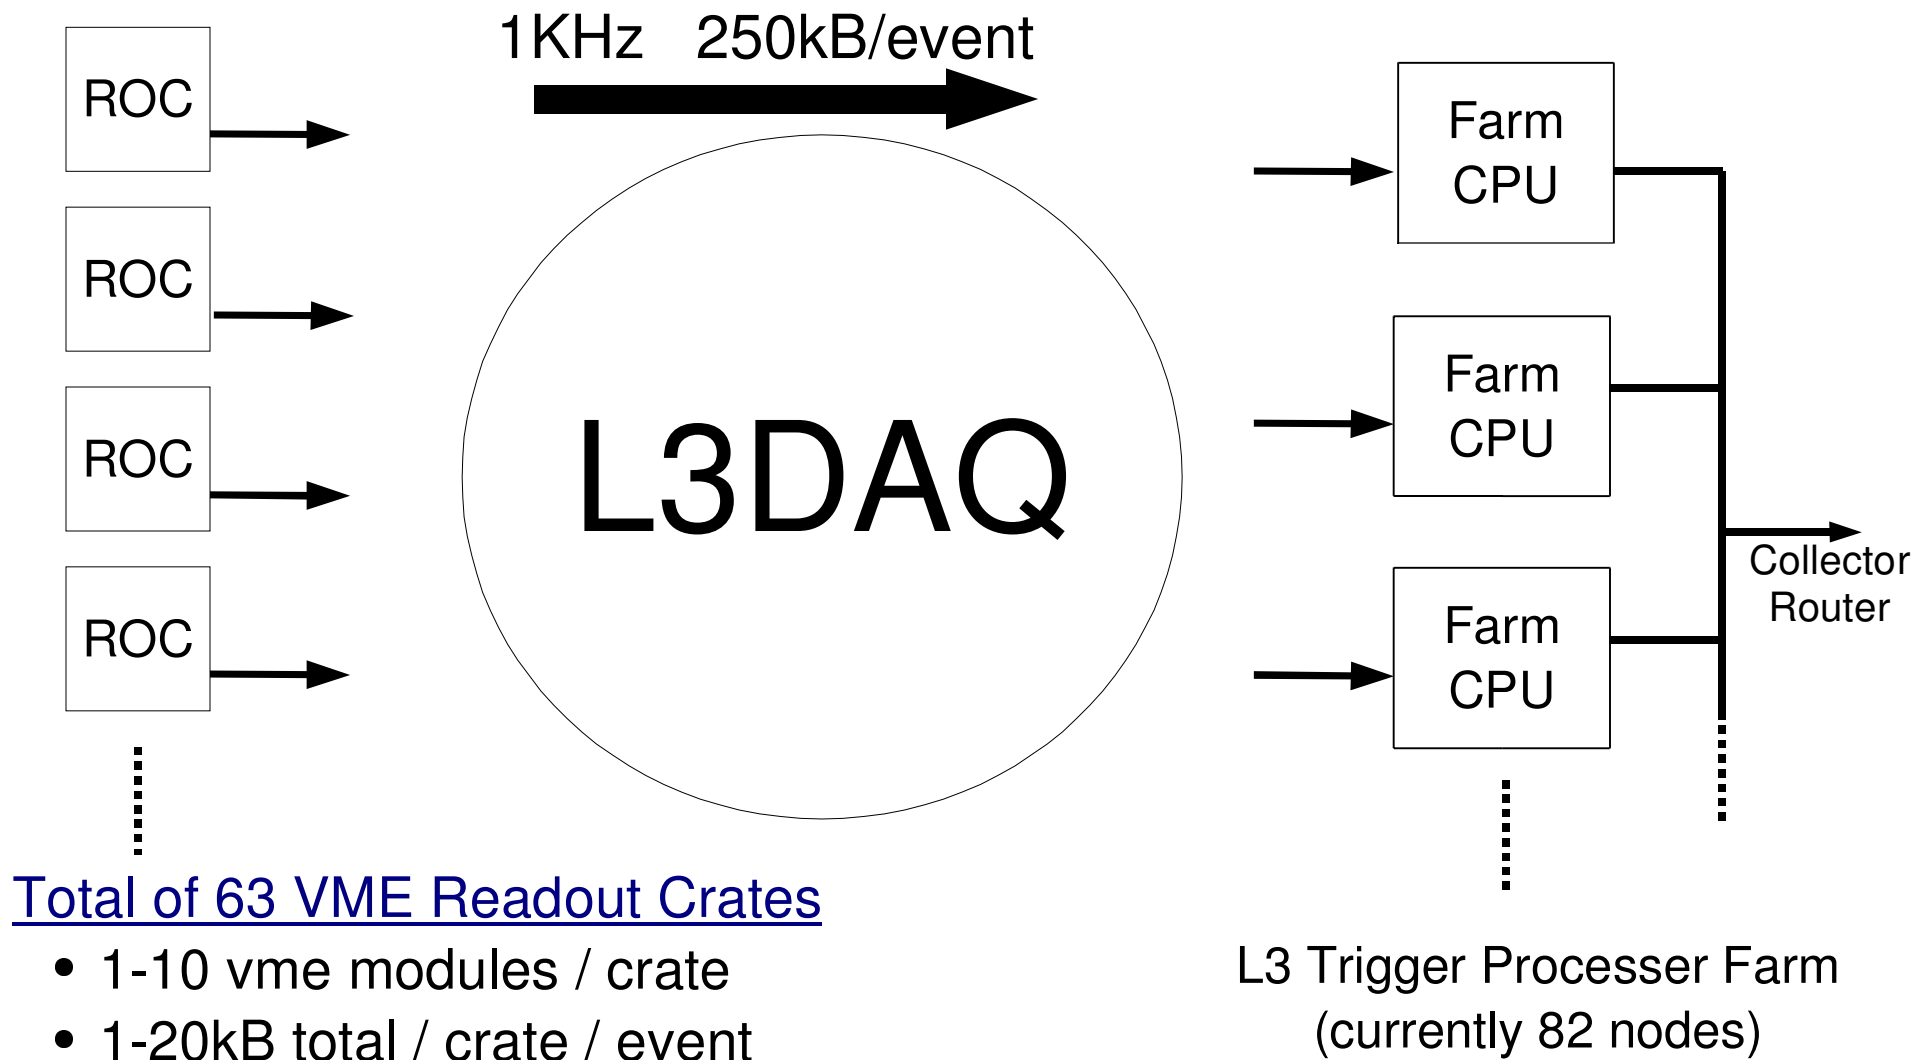 1KHz 250kB/event
ROC
ROC
ROC
ROC
L3DAQ
Farm
CPU
Farm
CPU
Farm
CPU
Collector
Router
Total of 63 VME Readout Crates
• 1-10 vme modules / crate
• 1-20kB total / crate / event
L3 Trigger Processer Farm
(currently 82 nodes)